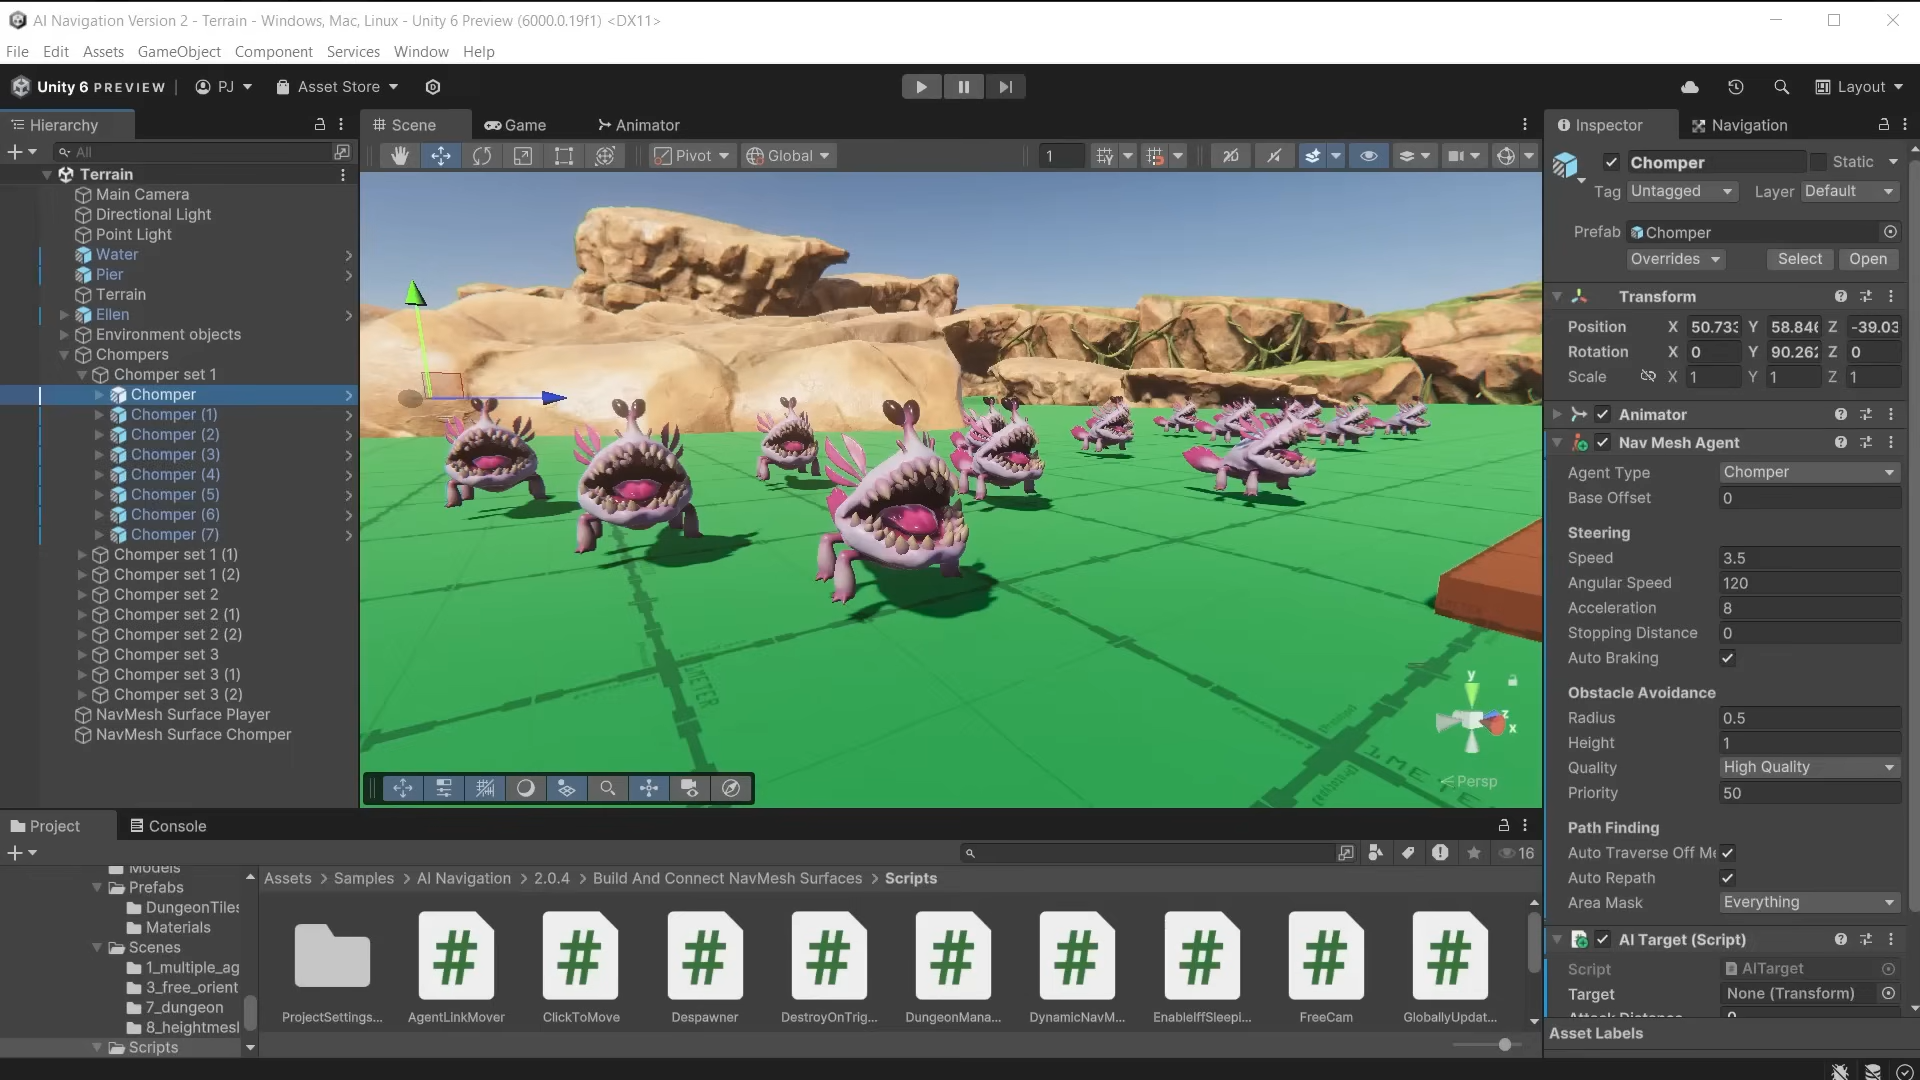 AI Navigation Version 2 - Terrain - Windows, Mac, Linux - Unity 6 Preview (6000.0.19f1) <DX11>
File Edit Assets GameObject Component Services Window Help
Unity 6 PREVIEW PJ Asset Store Layout
Hierarchy
All
Terrain
Main Camera
Directional Light
Point Light
Water
Pier
Terrain
Ellen
Environment objects
Chompers
Chomper set 1
Chomper
Chomper (1)
Chomper (2)
Chomper (3)
Chomper (4)
Chomper (5)
Chomper (6)
Chomper (7)
Chomper set 1 (1)
Chomper set 1 (2)
Chomper set 2
Chomper set 2 (1)
Chomper set 2 (2)
Chomper set 3
Chomper set 3 (1)
Chomper set 3 (2)
NavMesh Surface Player
NavMesh Surface Chomper
Scene Game Animator
Pivot Global 1 2D
METER
y
z
x
Persp
Inspector Navigation
Chomper Static
Tag Untagged Layer Default
Prefab Chomper
Overrides Select Open
Transform
Position X 50.733 Y 58.846 Z -39.03
Rotation X 0 Y 90.262 Z 0
Scale X 1 Y 1 Z 1
Animator
Nav Mesh Agent
Agent Type Chomper
Base Offset 0
Steering
Speed 3.5
Angular Speed 120
Acceleration 8
Stopping Distance 0
Auto Braking
Obstacle Avoidance
Radius 0.5
Height 1
Quality High Quality
Priority 50
Path Finding
Auto Traverse Off Me
Auto Repath
Area Mask Everything
AI Target (Script)
Script AITarget
Target None (Transform)
Asset Labels
Project Console
16
Models
Prefabs
DungeonTiles
Materials
Scenes
1_multiple_ag
3_free_orient
7_dungeon
8_heightmesl
Scripts
Assets > Samples > AI Navigation > 2.0.4 > Build And Connect NavMesh Surfaces > Scripts
ProjectSettings... AgentLinkMover ClickToMove Despawner DestroyOnTrig... DungeonMana... DynamicNavM... EnableIffSleepi... FreeCam GloballyUpdat...